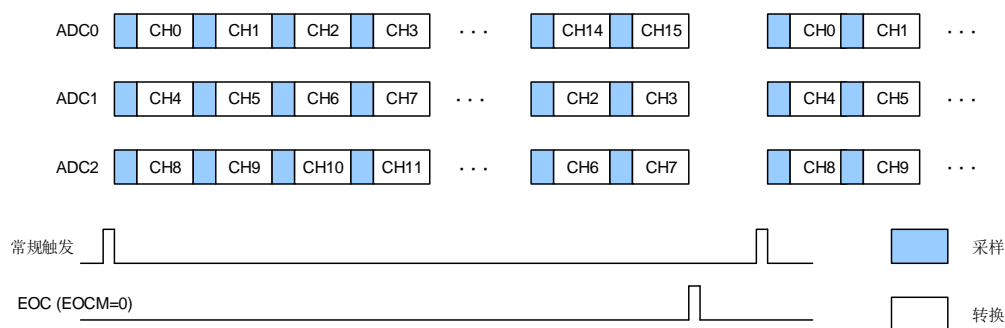 ADC0 CH0 CH1 CH2 CH3 ... CH14 CH15 CH0 CH1 ...
ADC1 CH4 CH5 CH6 CH7 ... CH2 CH3 CH4 CH5 ...
ADC2 CH8 CH9 CH10 CH11 ... CH6 CH7 CH8 CH9 ...
常规触发 采样
EOC (EOCM=0) 转换